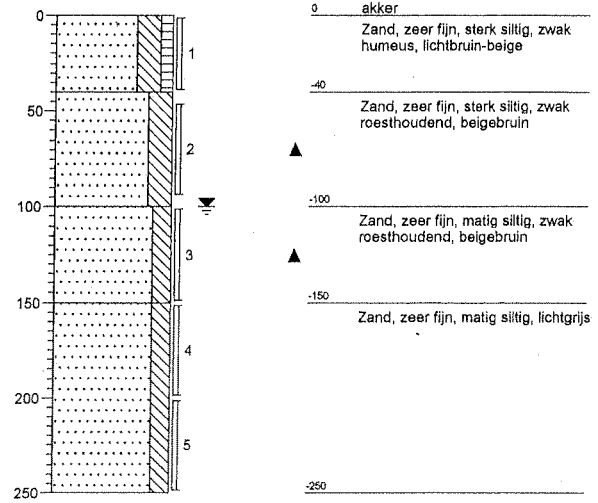 0
50
100
150
200
250
1
2
3
4
5
0 akker
Zand, zeer fijn, sterk siltig, zwak
humeus, lichtbruin-beige
-40
Zand, zeer fijn, sterk siltig, zwak
roesthoudend, beigebruin
-100
Zand, zeer fijn, matig siltig, zwak
roesthoudend, beigebruin
-150
Zand, zeer fijn, matig siltig, lichtgrijs
-250